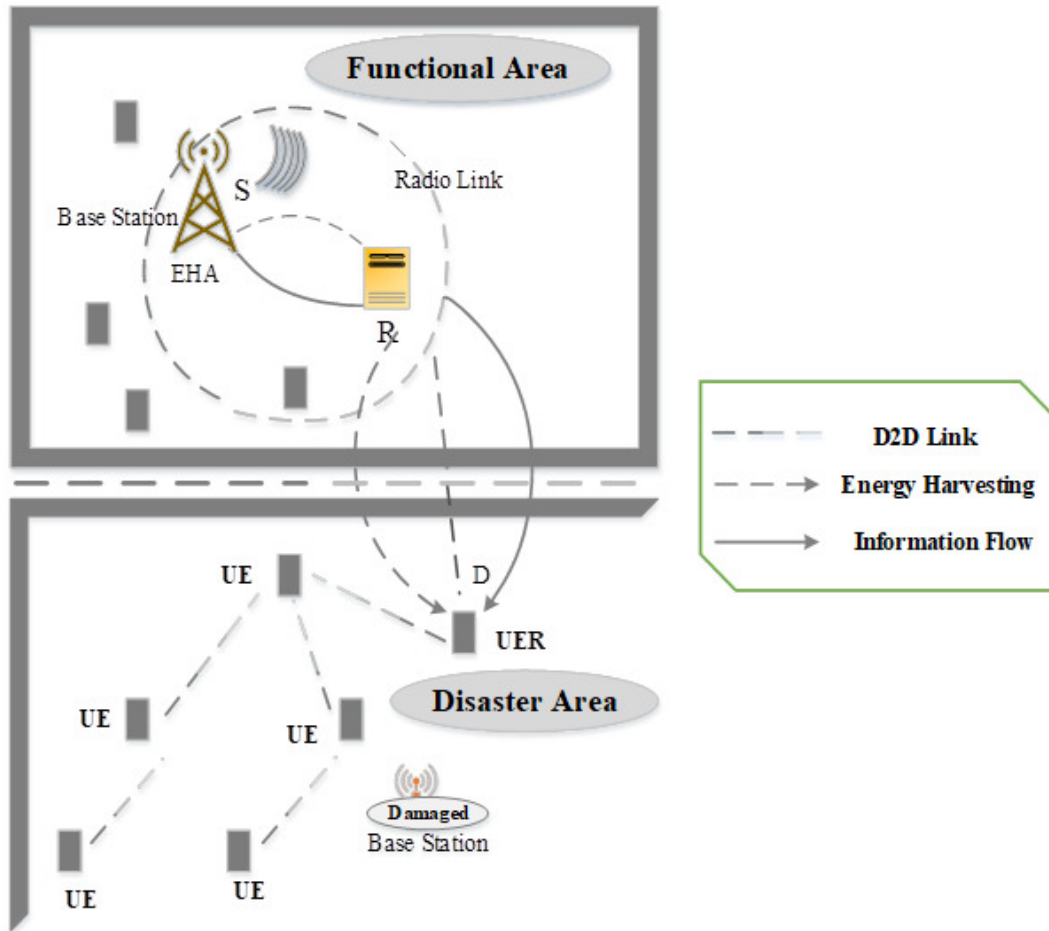 Functional Area
S
Radio Link
Base Station
EHA
R
D2D Link
Energy Harvesting
Information Flow
UE
D
UER
Disaster Area
UE
UE
Damaged
Base Station
UE
UE